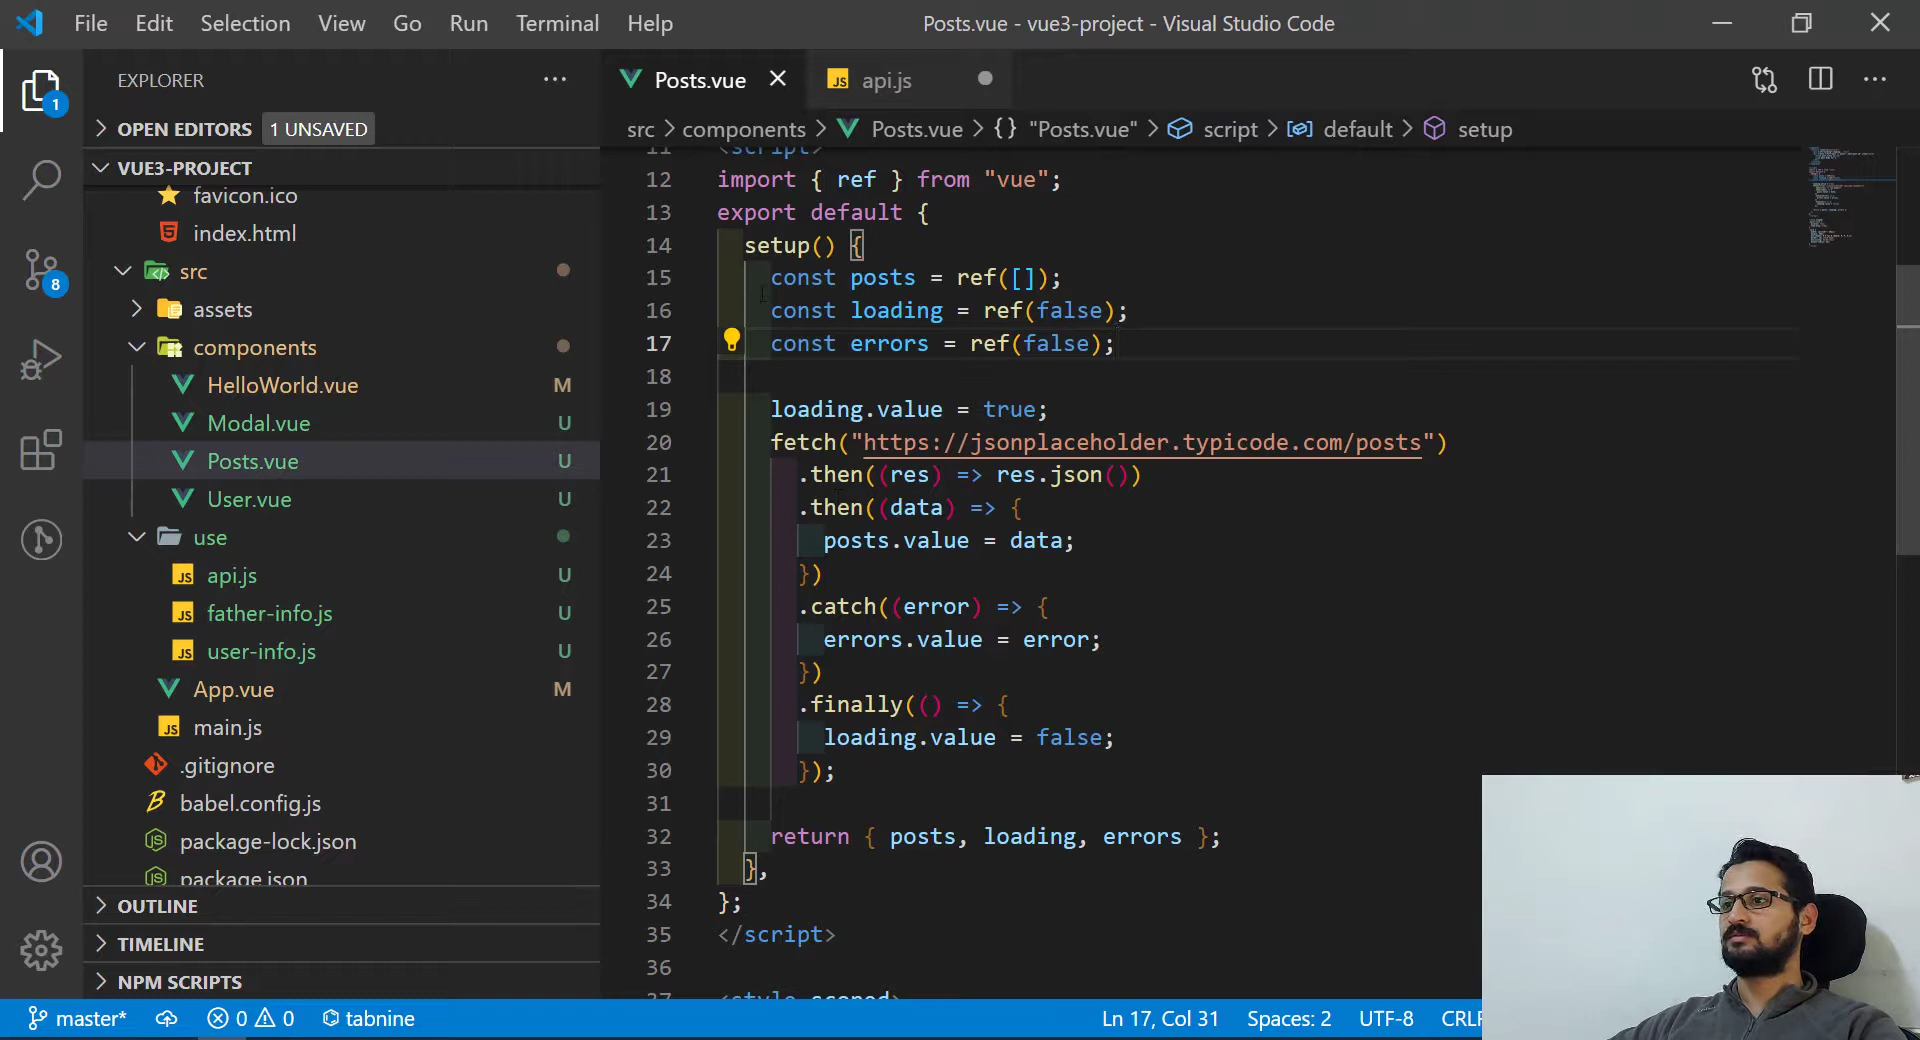 File Edit Selection View Go Run Terminal Help
Posts.vue - vue3-project - Visual Studio Code
EXPLORER
OPEN EDITORS 1 UNSAVED
VUE3-PROJECT
favicon.ico
index.html
src
assets
components
HelloWorld.vue M
Modal.vue U
Posts.vue U
User.vue U
use
JS api.js U
JS father-info.js U
JS user-info.js U
App.vue M
JS main.js
.gitignore
babel.config.js
package-lock.json
package.json
OUTLINE
TIMELINE
NPM SCRIPTS
1
8
Posts.vue
JS api.js
src > components > Posts.vue > {} "Posts.vue" > script > default > setup
11 <script>
12 import { ref } from "vue";
13 export default {
14 setup() {
15 const posts = ref([]);
16 const loading = ref(false);
17 const errors = ref(false);
18
19 loading.value = true;
20 fetch("https://jsonplaceholder.typicode.com/posts")
21 .then((res) => res.json())
22 .then((data) => {
23 posts.value = data;
24 })
25 .catch((error) => {
26 errors.value = error;
27 })
28 .finally(() => {
29 loading.value = false;
30 });
31
32 return { posts, loading, errors };
33 },
34 };
35 </script>
36
37 <style scoped>
master* 0 0 tabnine
Ln 17, Col 31 Spaces: 2 UTF-8 CRLF